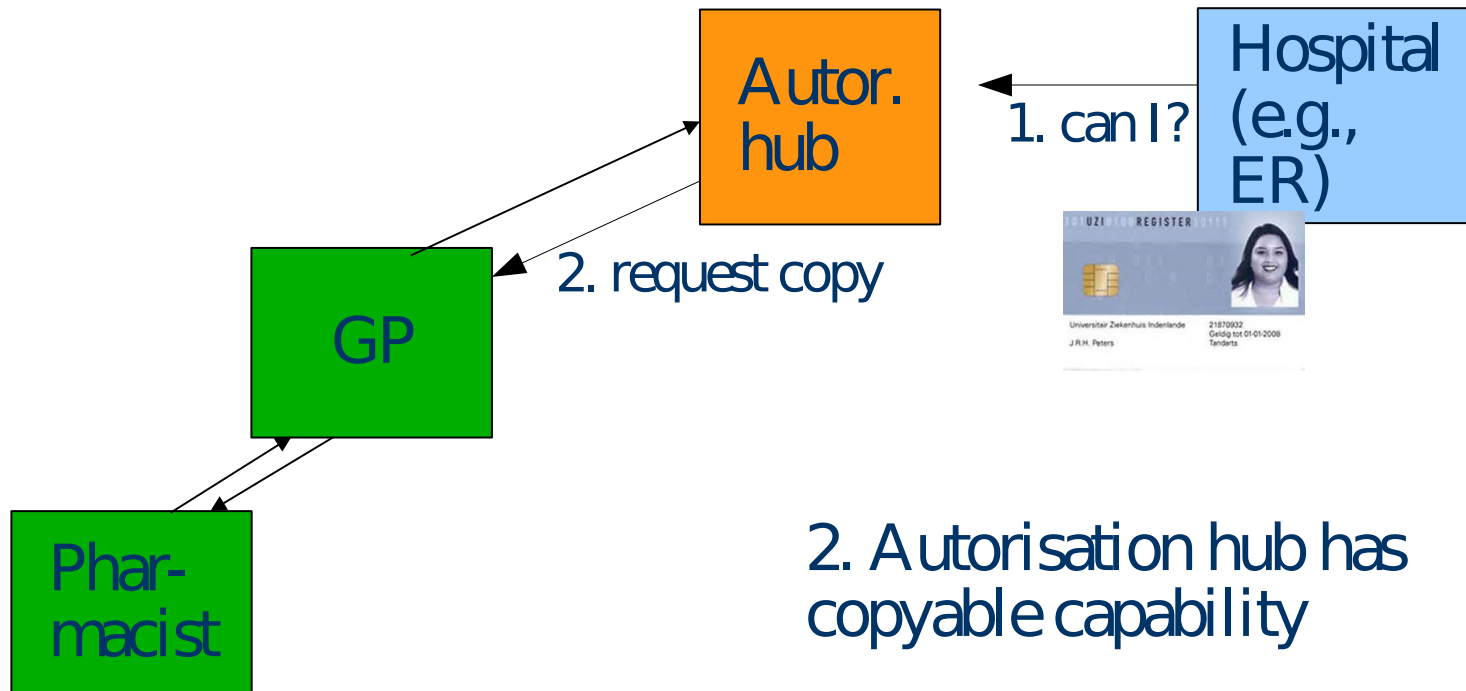 Autor.
hub
Hospital
(e.g.,
ER)
1. can I?
UZI REGISTER
2. request copy
Universitair Ziekenhuis Indenlande
J.R.H. Peters
21870932
Geldig tot 01-01-2008
Tandarts
GP
Phar-
macist
2. Autorisation hub has
copyable capability